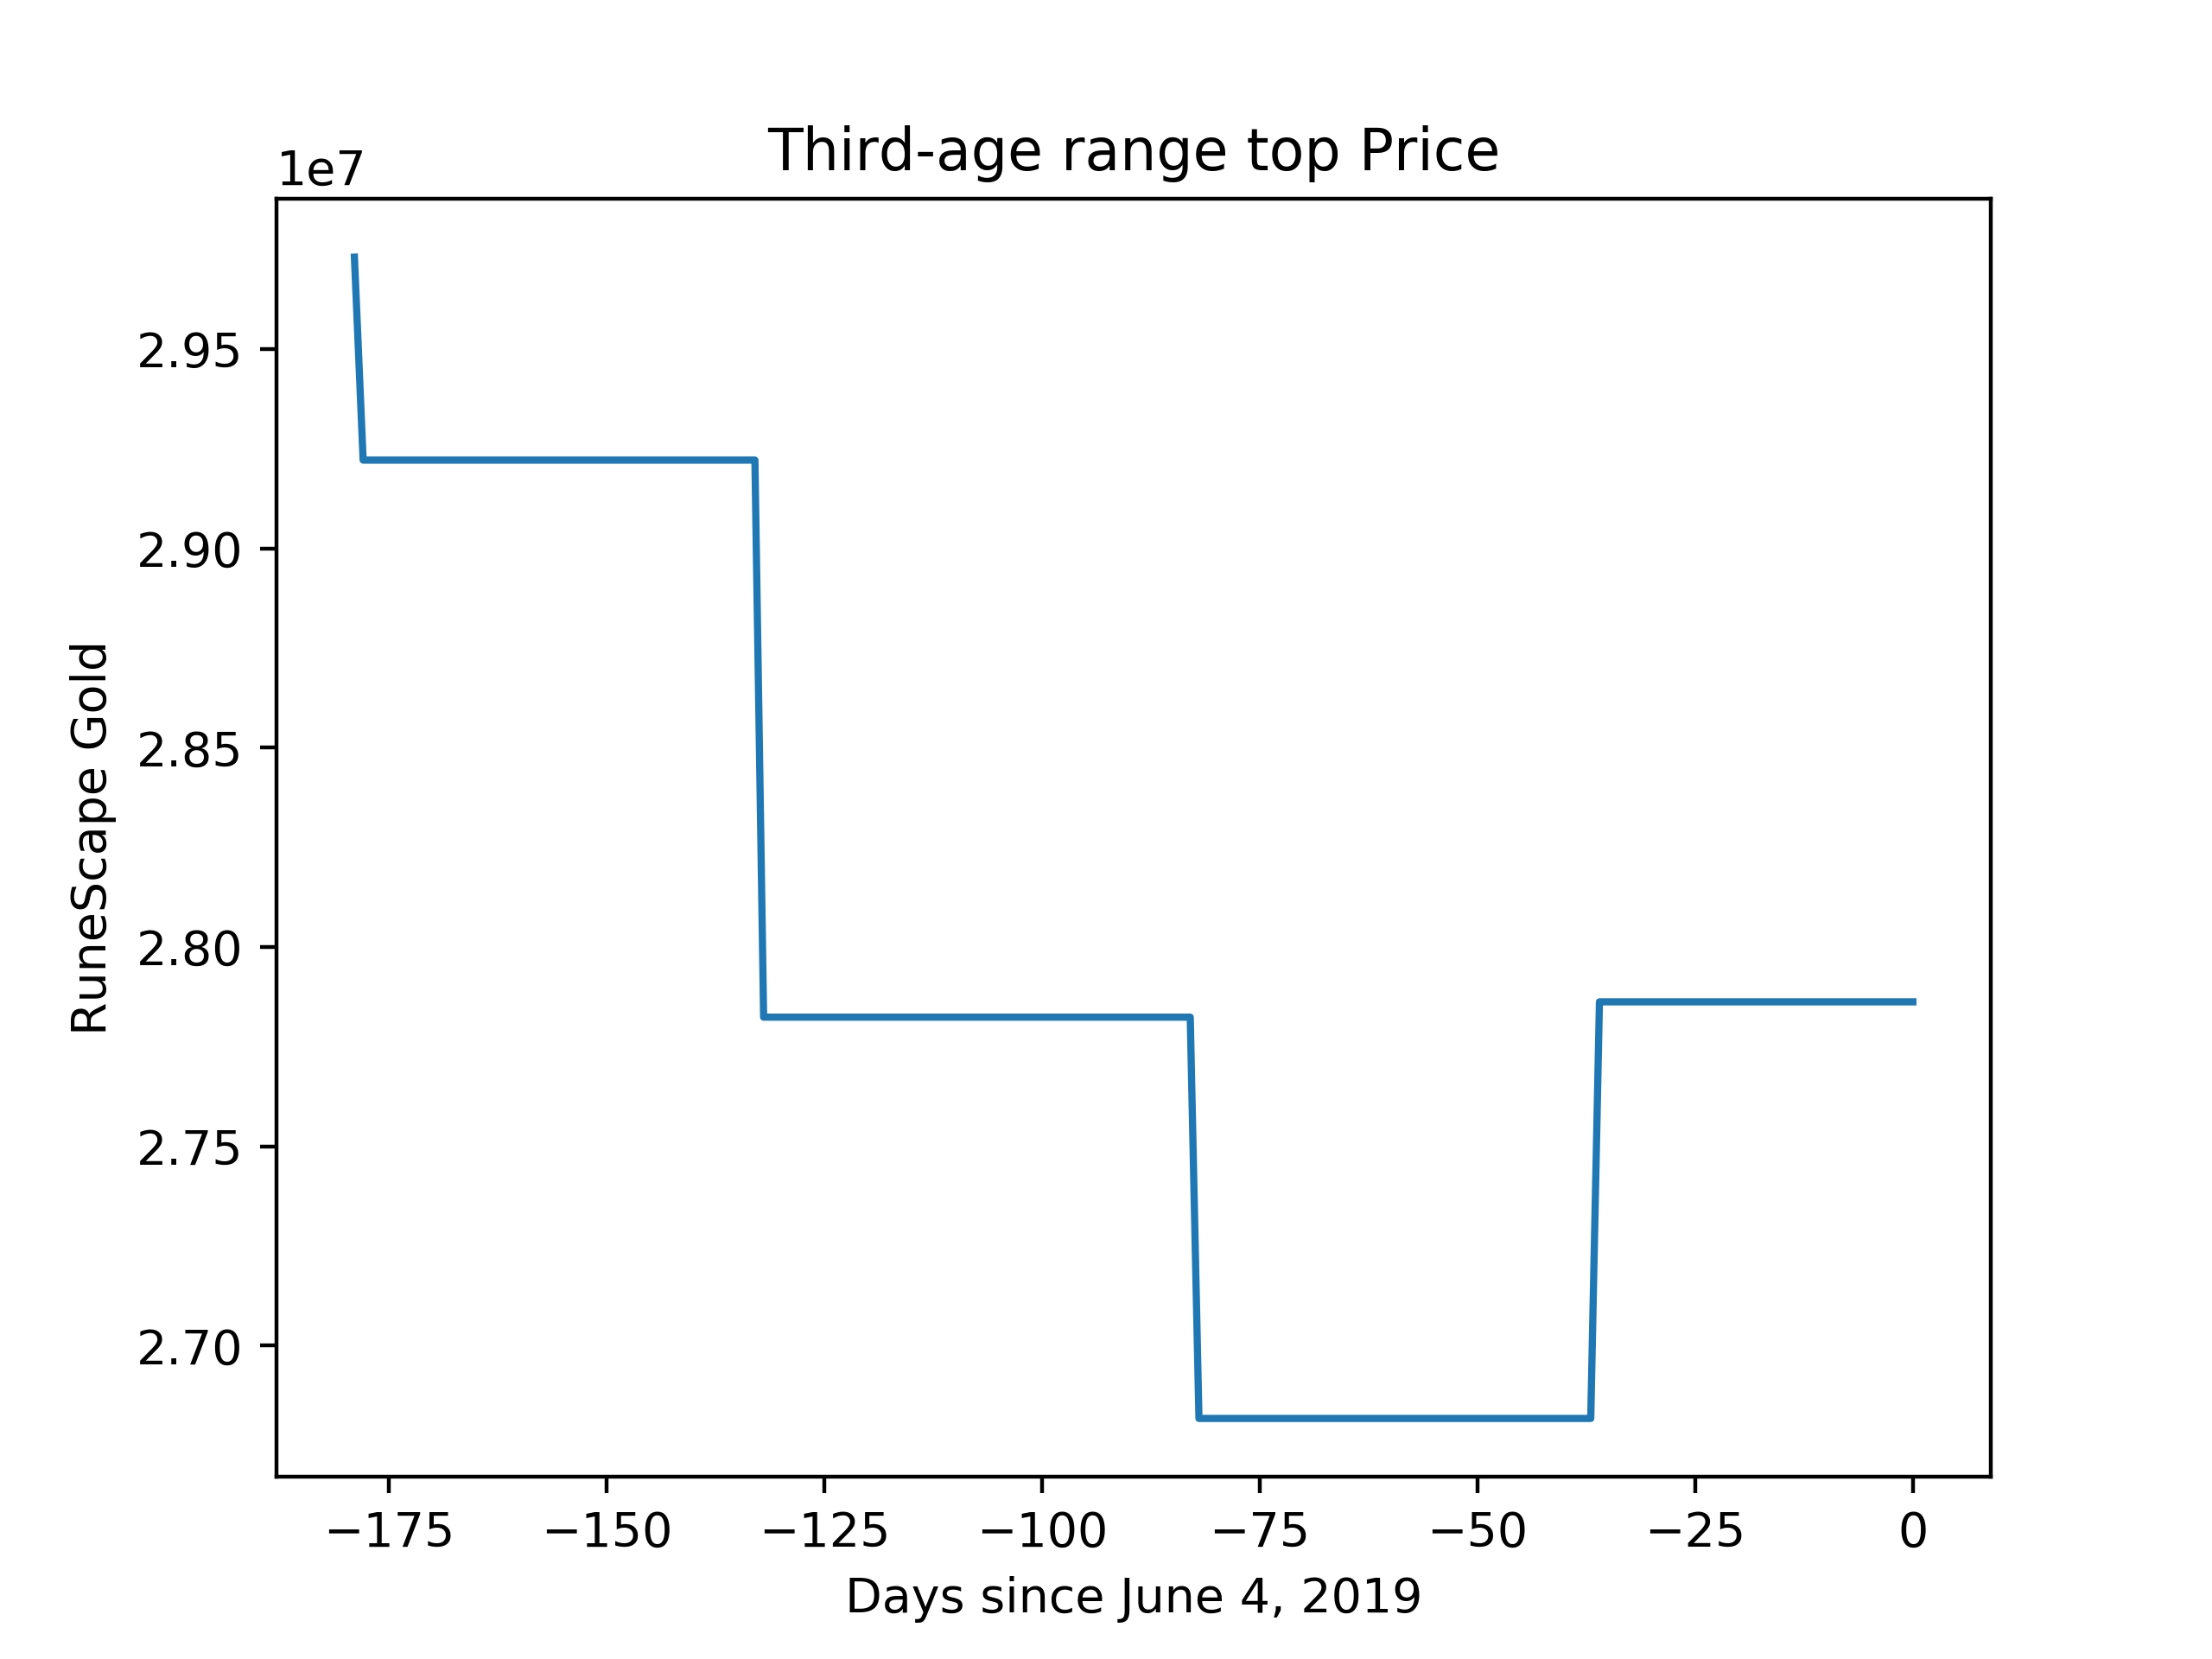 Third-age range top Price
1e7
2.95
2.90
2.85
2.80
2.75
2.70
RuneScape Gold
−175 −150 −125 −100 −75 −50 −25 0
Days since June 4, 2019